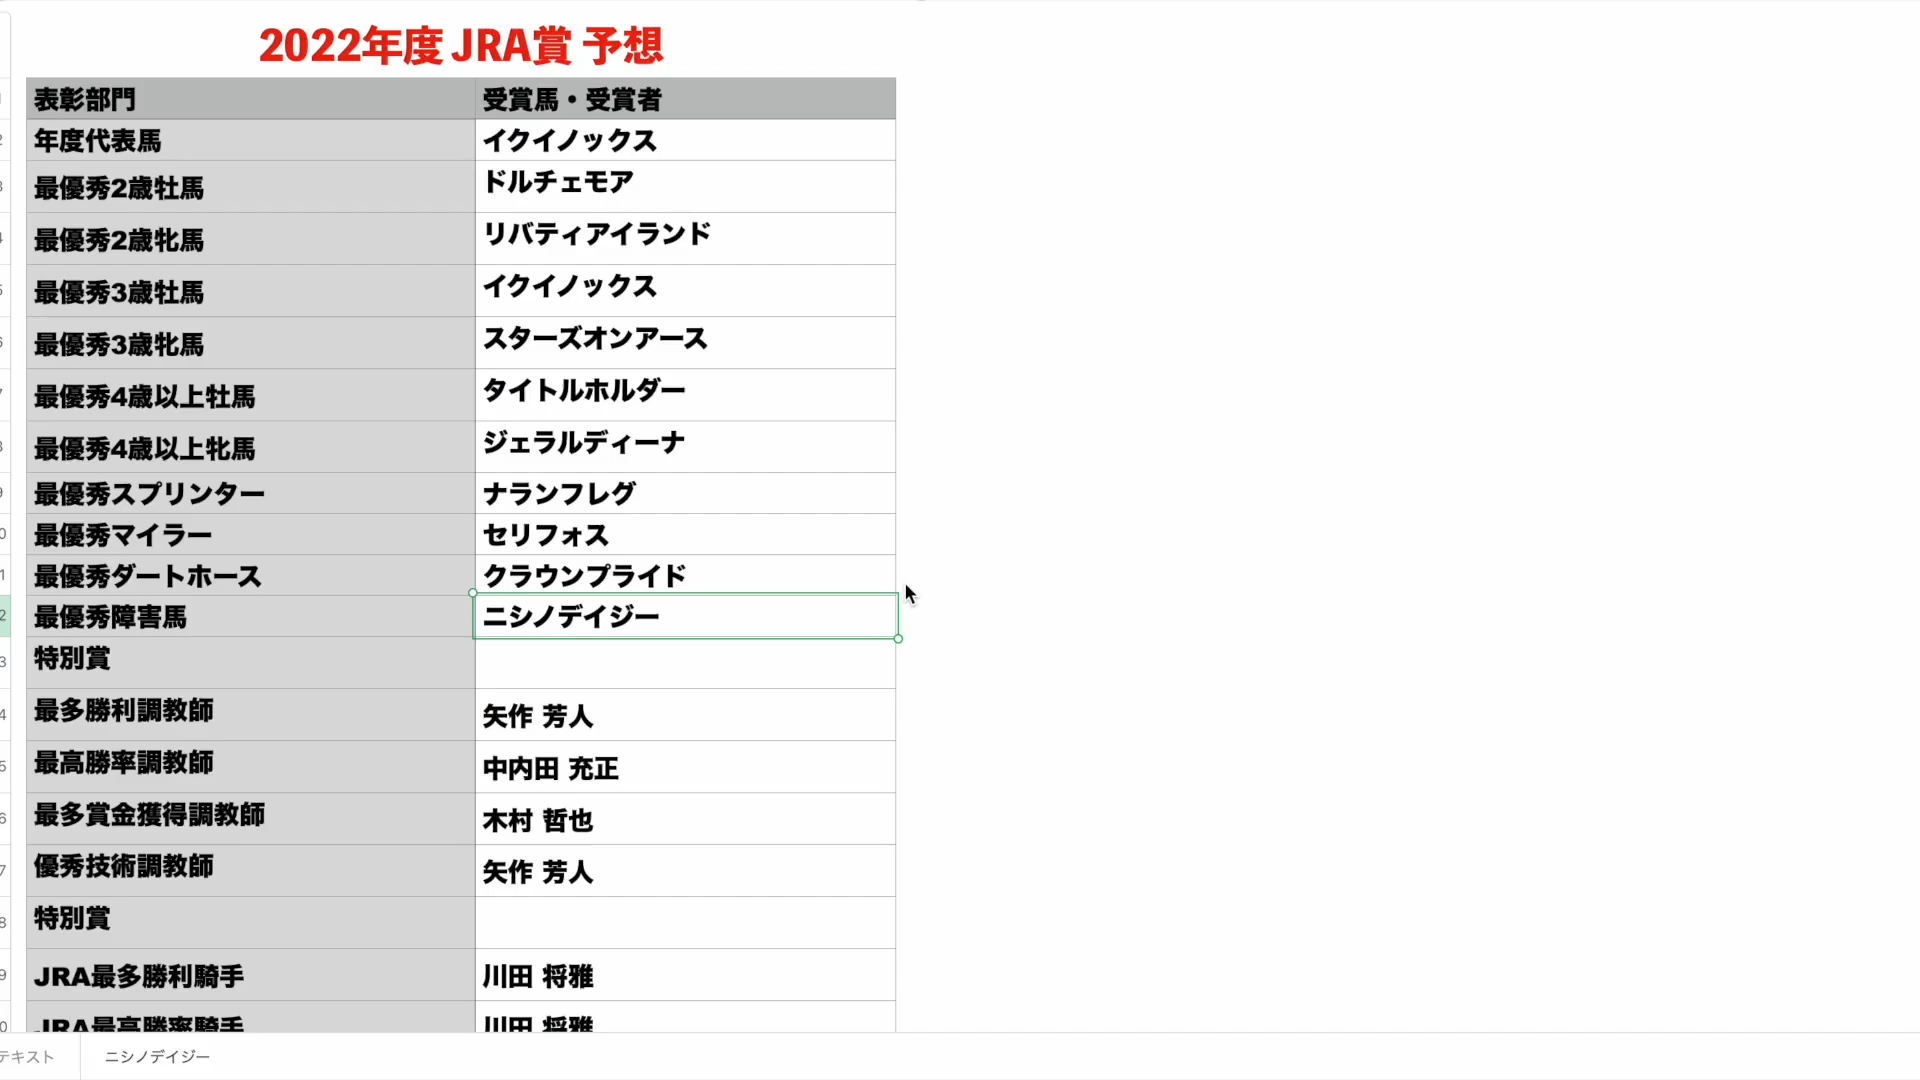 2022年度 JRA賞 予想
表彰部門 受賞馬・受賞者
年度代表馬 イクイノックス
最優秀2歳牡馬 ドルチェモア
最優秀2歳牝馬 リバティアイランド
最優秀3歳牡馬 イクイノックス
最優秀3歳牝馬 スターズオンアース
最優秀4歳以上牡馬 タイトルホルダー
最優秀4歳以上牝馬 ジェラルディーナ
最優秀スプリンター ナランフレグ
最優秀マイラー セリフォス
最優秀ダートホース クラウンプライド
最優秀障害馬 ニシノデイジー
特別賞
最多勝利調教師 矢作 芳人
最高勝率調教師 中内田 充正
最多賞金獲得調教師 木村 哲也
優秀技術調教師 矢作 芳人
特別賞
JRA最多勝利騎手 川田 将雅
JRA最高勝率騎手 川田 将雅
テキスト ニシノデイジー